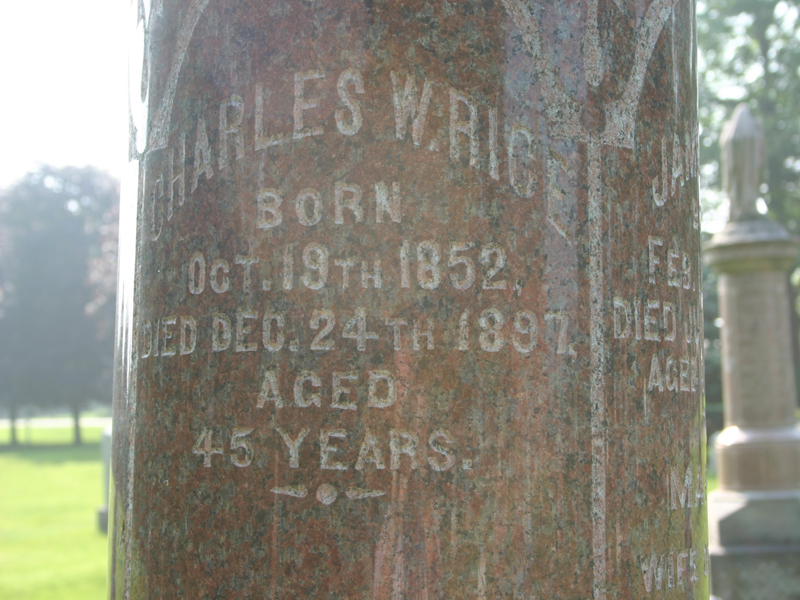 CHARLES W. RICE
BORN
OCT. 19TH 1852,
DIED DEC. 24TH 1897,
AGED
45 YEARS.
FEB
DIED
AGED
WIFE